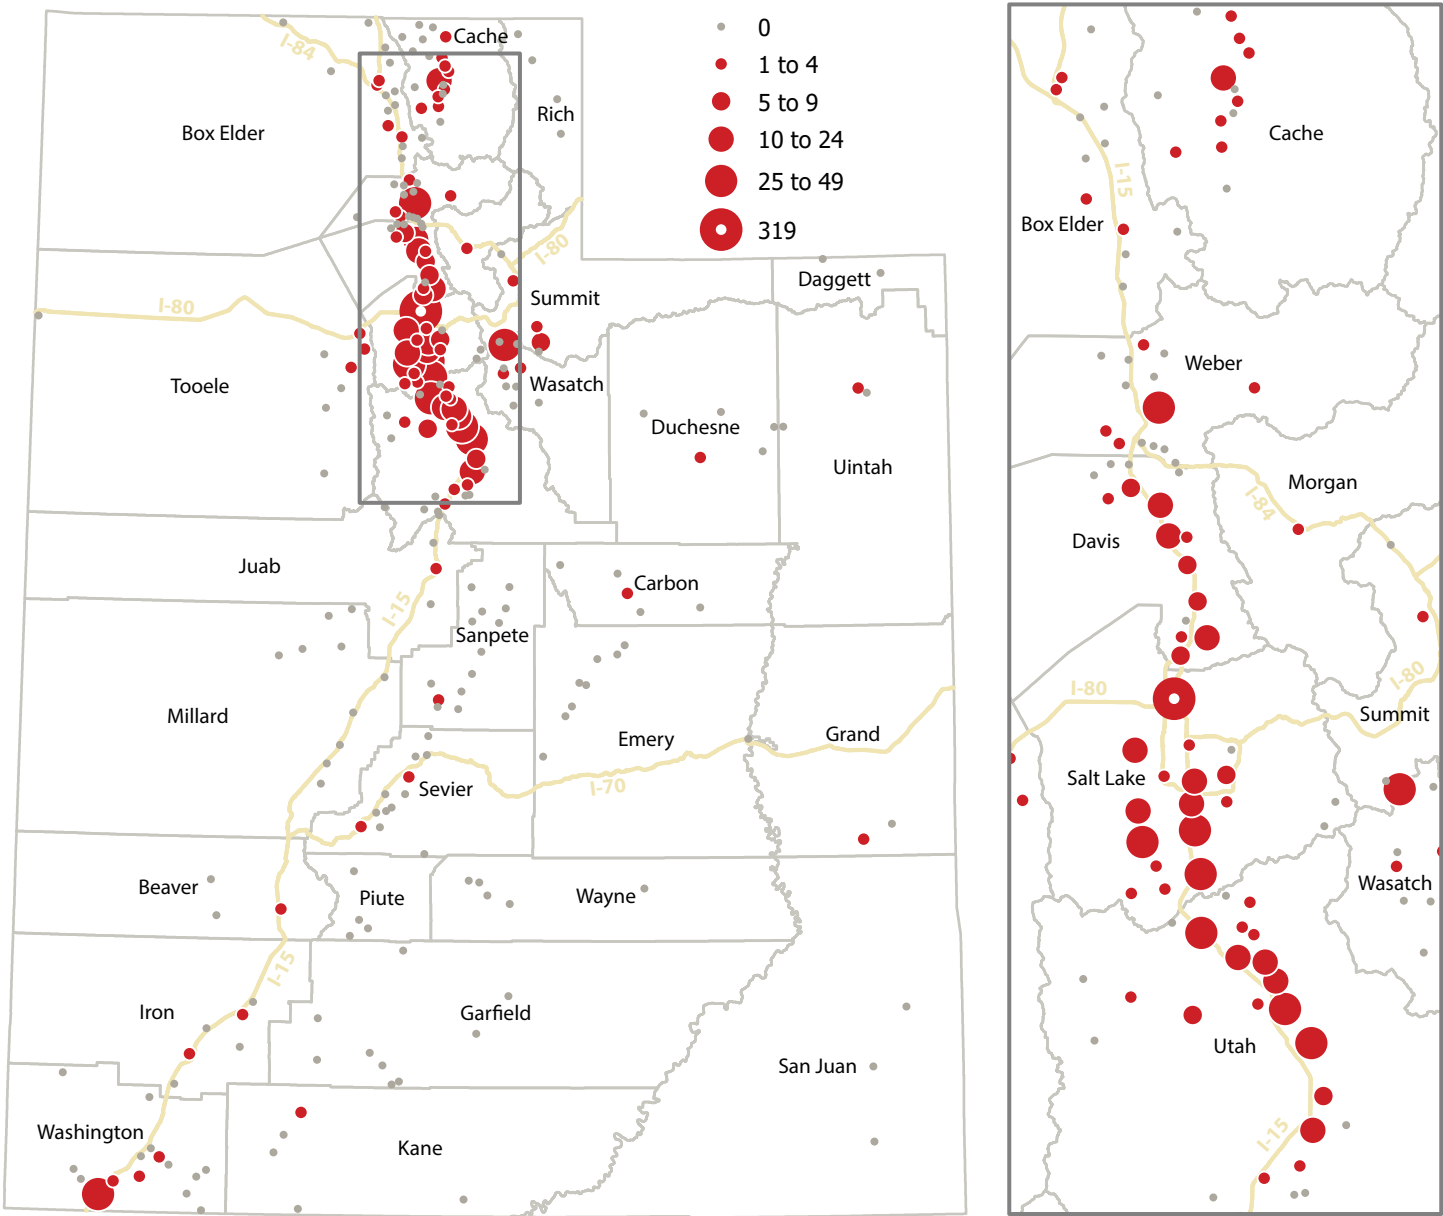 Cache
I-84
Rich
Box Elder
I-80
Daggett
Summit
I-80
Tooele
Wasatch
Duchesne
Uintah
Juab
Carbon
I-15
Sanpete
Millard
Emery
Grand
Sevier
I-70
Beaver
Piute
Wayne
I-15
Iron
Garfield
San Juan
Washington
Kane
0
1 to 4
5 to 9
10 to 24
25 to 49
319
Cache
I-15
Box Elder
Weber
Morgan
I-84
Davis
I-80
I-80
Summit
Salt Lake
Wasatch
Utah
I-15